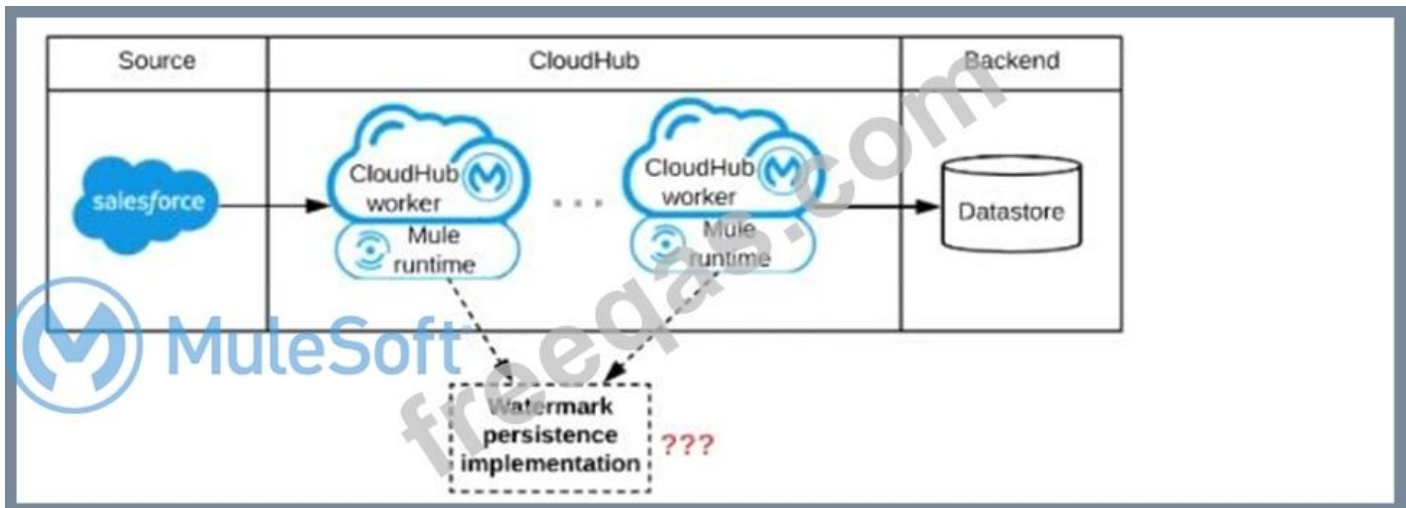 Source
CloudHub
Backend
salesforce
CloudHub
worker
Mule
runtime
CloudHub
worker
Mule
runtime
Datastore
MuleSoft
Watermark
persistence
implementation
???
freeqas.com